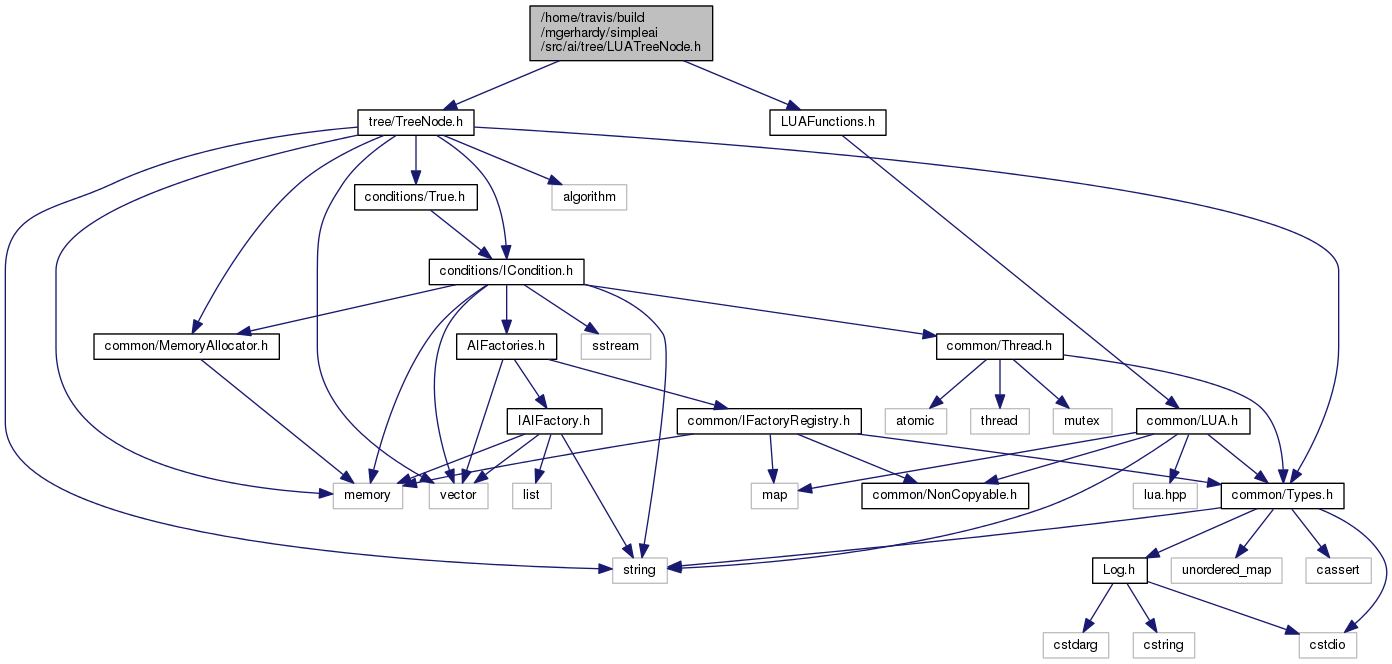 /home/travis/build
/mgerhardy/simpleai
/src/ai/tree/LUATreeNode.h
tree/TreeNode.h
LUAFunctions.h
conditions/True.h
algorithm
conditions/ICondition.h
common/MemoryAllocator.h
AIFactories.h
sstream
common/Thread.h
IAIFactory.h
common/IFactoryRegistry.h
atomic
thread
mutex
common/LUA.h
memory
vector
list
map
common/NonCopyable.h
lua.hpp
common/Types.h
string
Log.h
unordered_map
cassert
cstdarg
cstring
cstdio